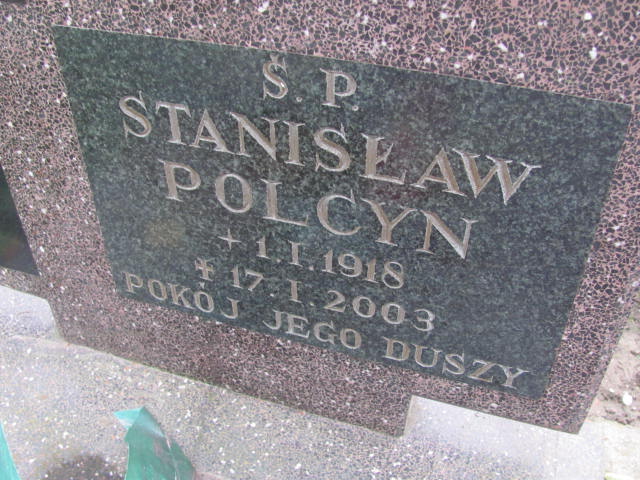 Ś. P.
STANISŁAW
POLCYN
+ 1.I.1918
‡ 17.I.2003
POKÓJ JEGO DUSZY